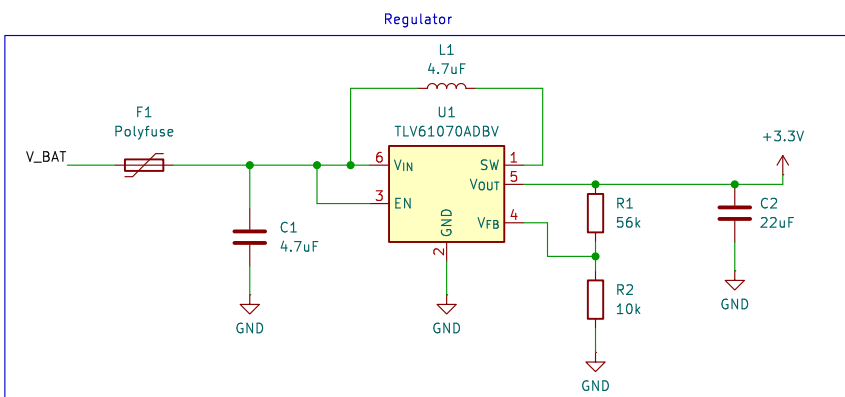 Regulator
L1
4.7uF
F1
Polyfuse
U1
TLV61070ADBV
+3.3V
V_BAT
6
VIN
SW
1
VOUT
5
3
EN
VFB
4
GND
2
R1
56k
C2
22uF
C1
4.7uF
R2
10k
GND
GND
GND
GND